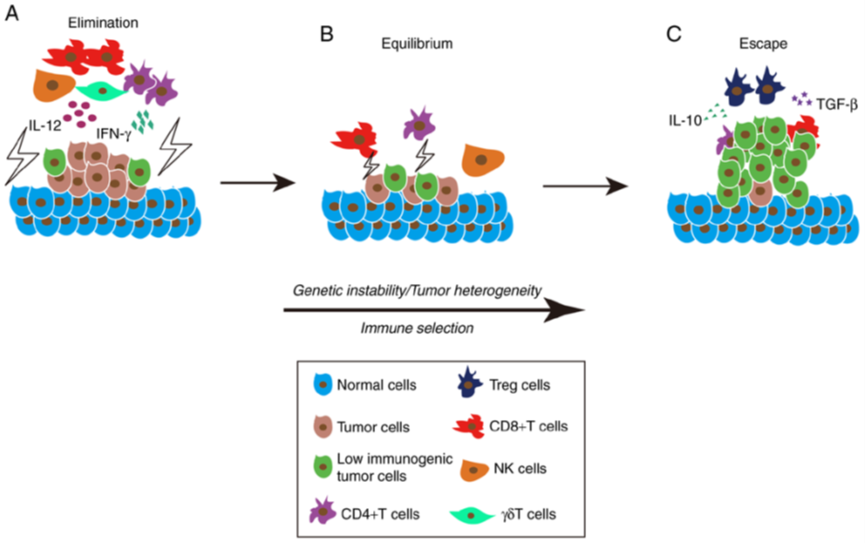 A
Elimination
IL-12
IFN-γ
B
Equilibrium
C
Escape
IL-10
TGF-β
Genetic instability/Tumor heterogeneity
Immune selection
Normal cells
Tumor cells
Low immunogenic
tumor cells
CD4+T cells
Treg cells
CD8+T cells
NK cells
γδT cells